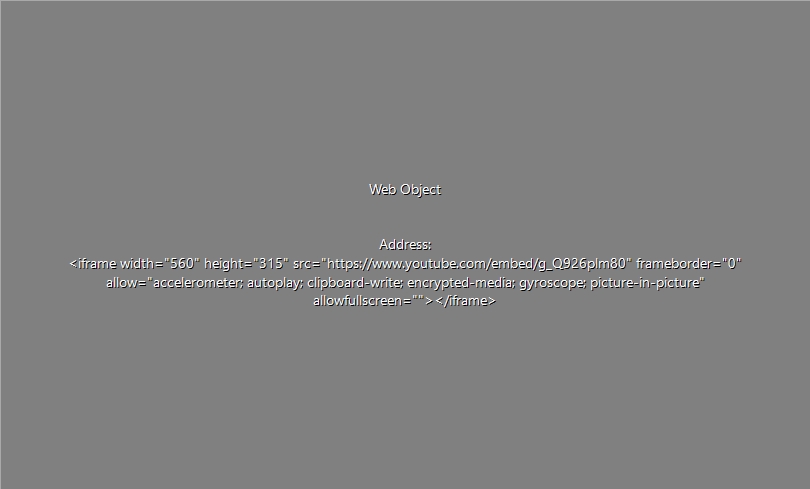 Web Object
Address:
<iframe width="560" height="315" src="https://www.youtube.com/embed/g_Q926plm80" frameborder="0"
allow="accelerometer; autoplay; clipboard-write; encrypted-media; gyroscope; picture-in-picture"
allowfullscreen=""></iframe>